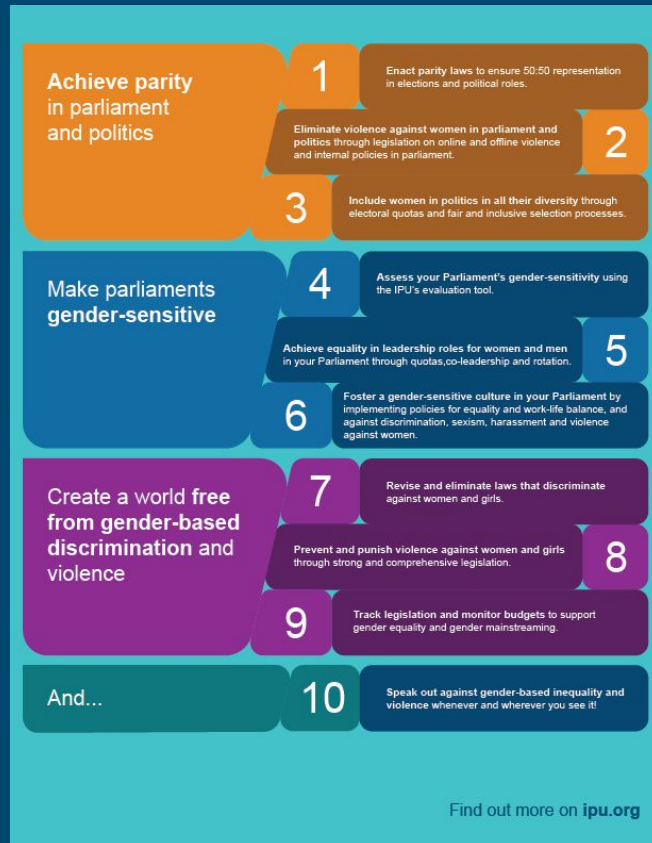 Achieve parity
in parliament
and politics
1
Enact parity laws to ensure 50:50 representation
in elections and political roles.
Eliminate violence against women in parliament and
politics through legislation on online and offline violence
and internal policies in parliament.
2
3
Include women in politics in all their diversity through
electoral quotas and fair and inclusive selection processes.
Make parliaments
gender-sensitive
4
Assess your Parliament's gender-sensitivity using
the IPU's evaluation tool.
Achieve equality in leadership roles for women and men
in your Parliament through quotas,co-leadership and rotation.
5
6
Foster a gender-sensitive culture in your Parliament by
implementing policies for equality and work-life balance, and
against discrimination, sexism, harassment and violence
against women.
Create a world free
from gender-based
discrimination and
violence
7
Revise and eliminate laws that discriminate
against women and girls.
Prevent and punish violence against women and girls
through strong and comprehensive legislation.
8
9
Track legislation and monitor budgets to support
gender equality and gender mainstreaming.
And...
10
Speak out against gender-based inequality and
violence whenever and wherever you see it!
Find out more on ipu.org